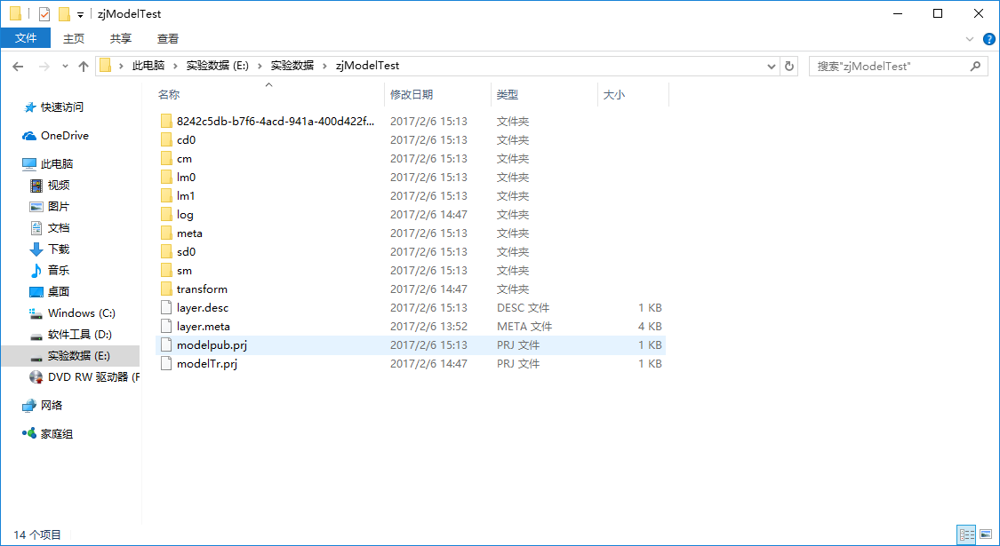 zjModelTest
文件 主页 共享 查看
此电脑 实验数据 (E:) 实验数据 zjModelTest 搜索"zjModelTest"
快速访问
OneDrive
此电脑
视频
图片
文档
下载
音乐
桌面
Windows (C:)
软件工具 (D:)
实验数据 (E:)
DVD RW 驱动器 (F
网络
家庭组
名称 修改日期 类型 大小
8242c5db-b7f6-4acd-941a-400d422f... 2017/2/6 15:13 文件夹
cd0 2017/2/6 15:13 文件夹
cm 2017/2/6 15:13 文件夹
lm0 2017/2/6 15:13 文件夹
lm1 2017/2/6 15:13 文件夹
log 2017/2/6 14:47 文件夹
meta 2017/2/6 15:13 文件夹
sd0 2017/2/6 15:13 文件夹
sm 2017/2/6 15:13 文件夹
transform 2017/2/6 14:47 文件夹
layer.desc 2017/2/6 15:13 DESC 文件 1 KB
layer.meta 2017/2/6 13:52 META 文件 4 KB
modelpub.prj 2017/2/6 15:13 PRJ 文件 1 KB
modelTr.prj 2017/2/6 14:47 PRJ 文件 1 KB
14 个项目